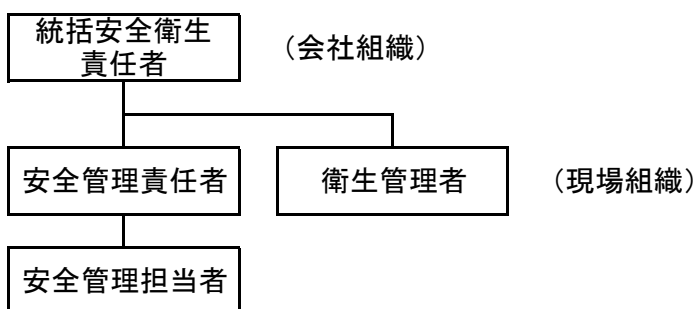 統括安全衛生
責任者
（会社組織）
安全管理責任者
衛生管理者
（現場組織）
安全管理担当者